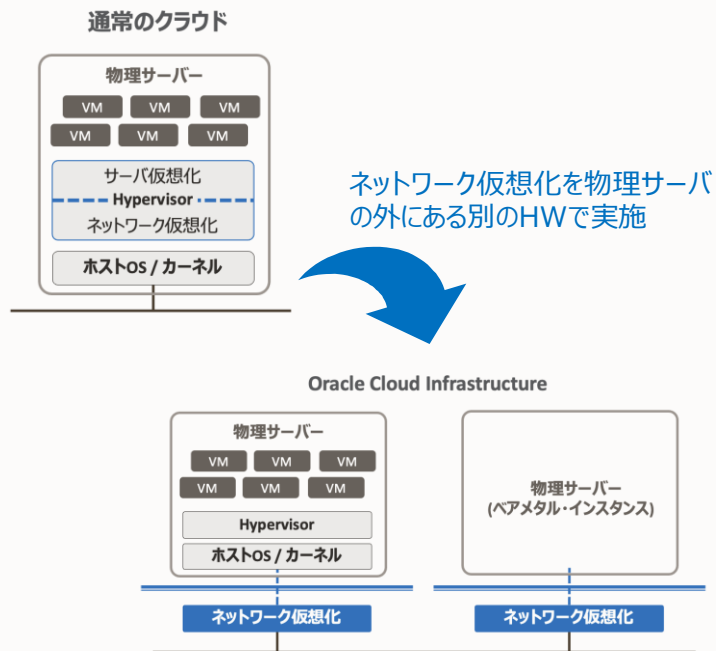 通常のクラウド
物理サーバー
VM VM VM
VM VM VM
サーバ仮想化
Hypervisor
ネットワーク仮想化
ホストOS / カーネル
ネットワーク仮想化を物理サーバ
の外にある別のHWで実施
Oracle Cloud Infrastructure
物理サーバー
VM VM VM
VM VM VM
Hypervisor
ホストOS / カーネル
ネットワーク仮想化
物理サーバー
(ベアメタル・インスタンス)
ネットワーク仮想化